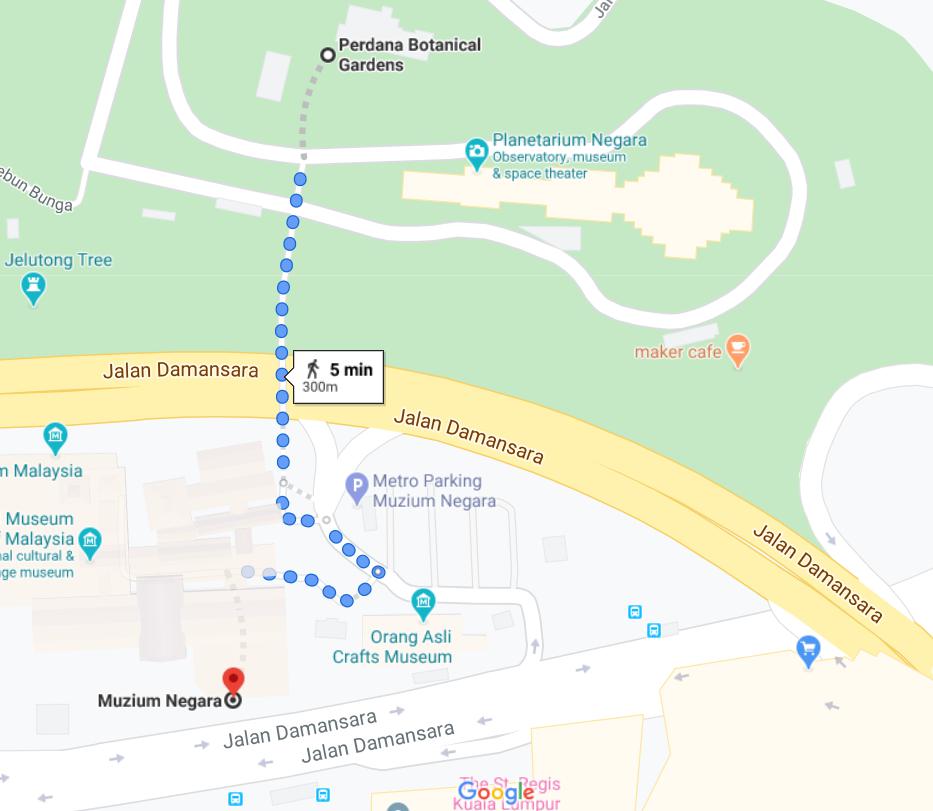 Jal
Perdana Botanical
Gardens
Planetarium Negara
Observatory, museum
& space theater
ebun Bunga
Jelutong Tree
maker cafe
Jalan Damansara
5 min
300m
Jalan Damansara
m Malaysia
P
Metro Parking
Muzium Negara
Museum
f Malaysia
nal cultural &
age museum
Jalan Damansara
Orang Asli
Crafts Museum
Muzium Negara
Jalan Damansara
Jalan Damansara
The St. Regis
Kuala Lumpur
Google